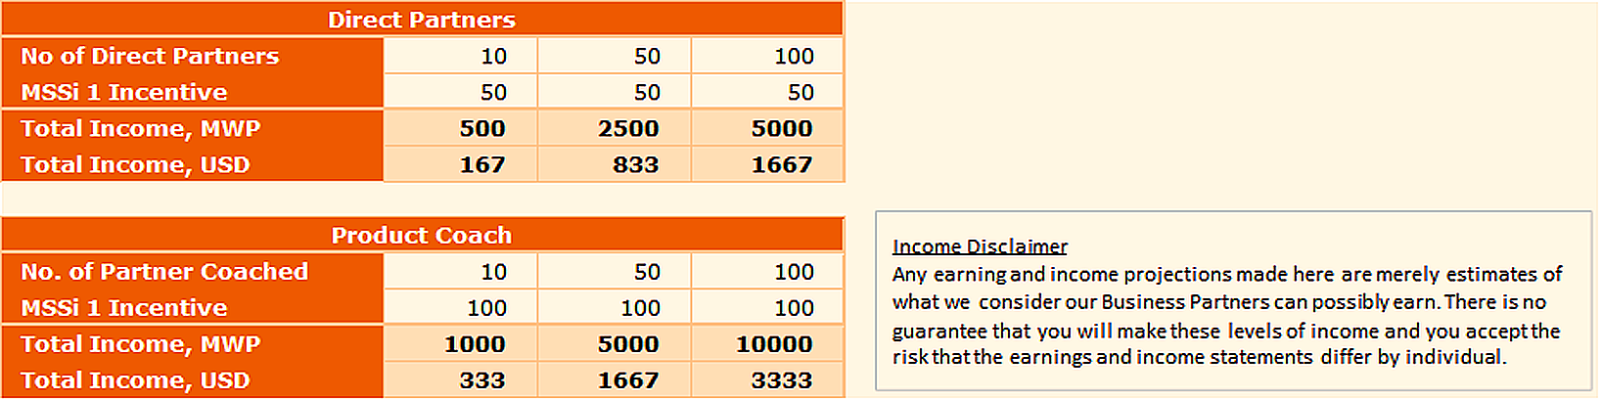 Direct Partners
No of Direct Partners 10 50 100
MSSi 1 Incentive 50 50 50
Total Income, MWP 500 2500 5000
Total Income, USD 167 833 1667
Product Coach
No. of Partner Coached 10 50 100
MSSi 1 Incentive 100 100 100
Total Income, MWP 1000 5000 10000
Total Income, USD 333 1667 3333
Income Disclaimer
Any earning and income projections made here are merely estimates of
what we consider our Business Partners can possibly earn. There is no
guarantee that you will make these levels of income and you accept the
risk that the earnings and income statements differ by individual.